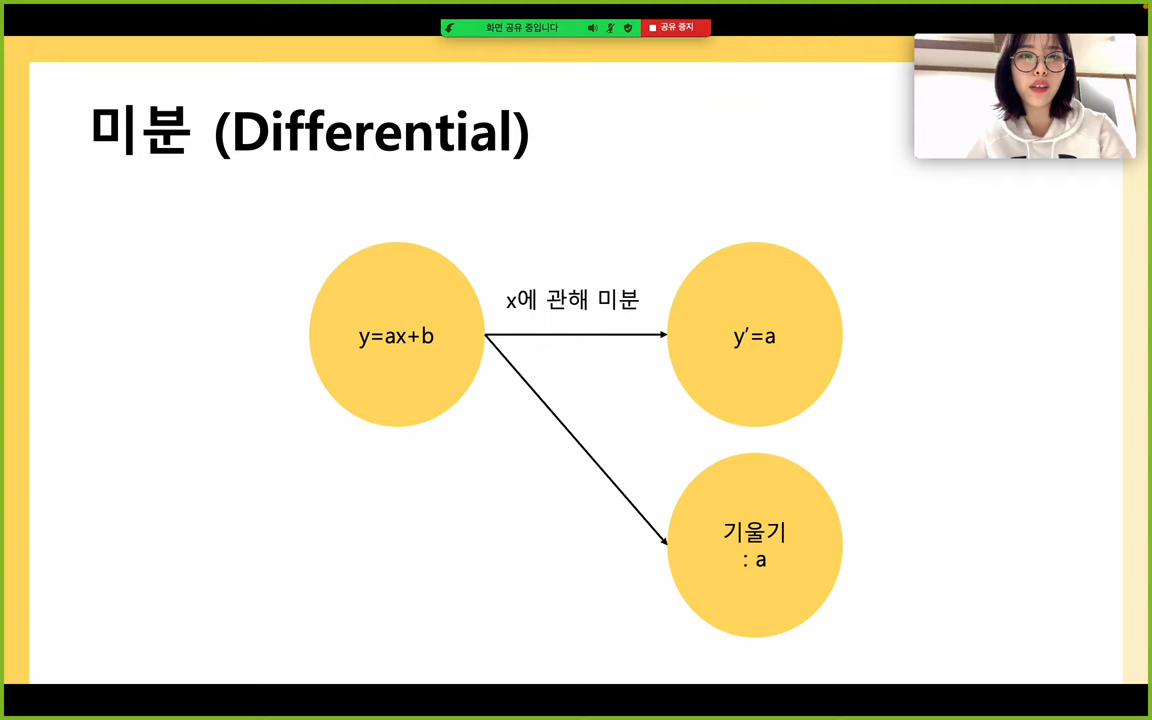 화면 공유 중입니다
공유 중지
미분 (Differential)
x에 관해 미분
y=ax+b
y’=a
기울기
: a